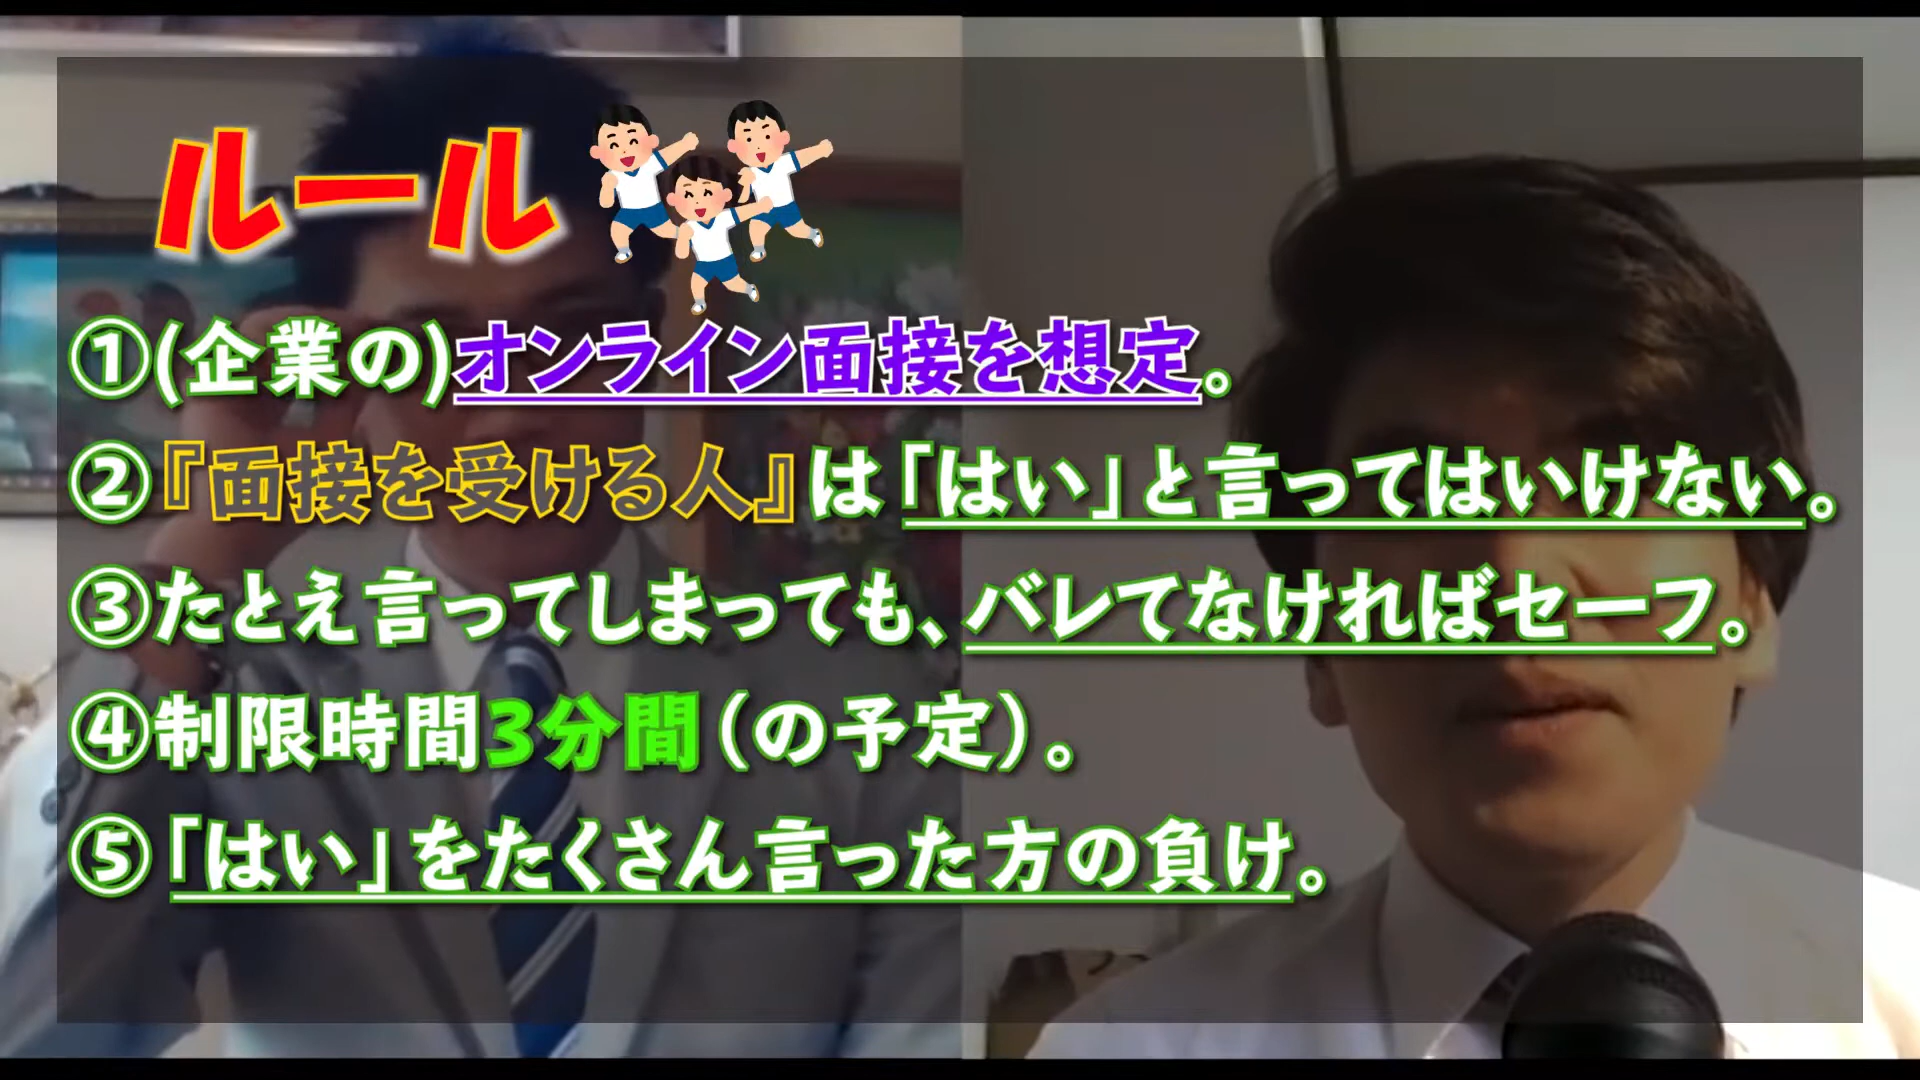 ルール
①(企業の)オンライン面接を想定。
②『面接を受ける人』は「はい」と言ってはいけない。
③たとえ言ってしまっても、バレてなければセーフ。
④制限時間3分間（の予定）。
⑤「はい」をたくさん言った方の負け。